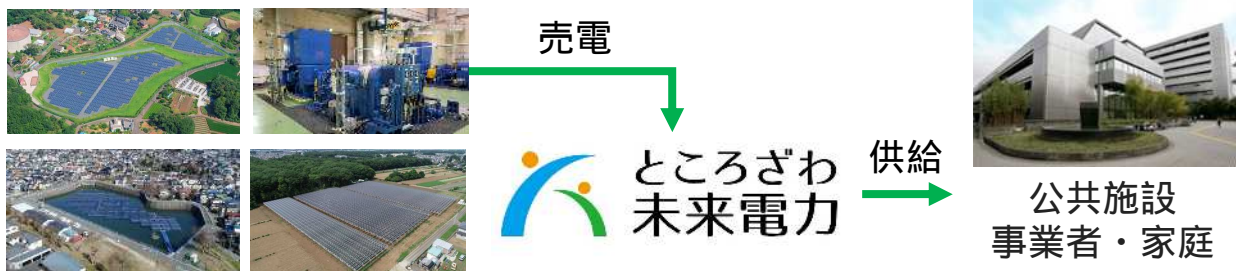 売電
ところざわ
未来電力
供給
公共施設
事業者・家庭